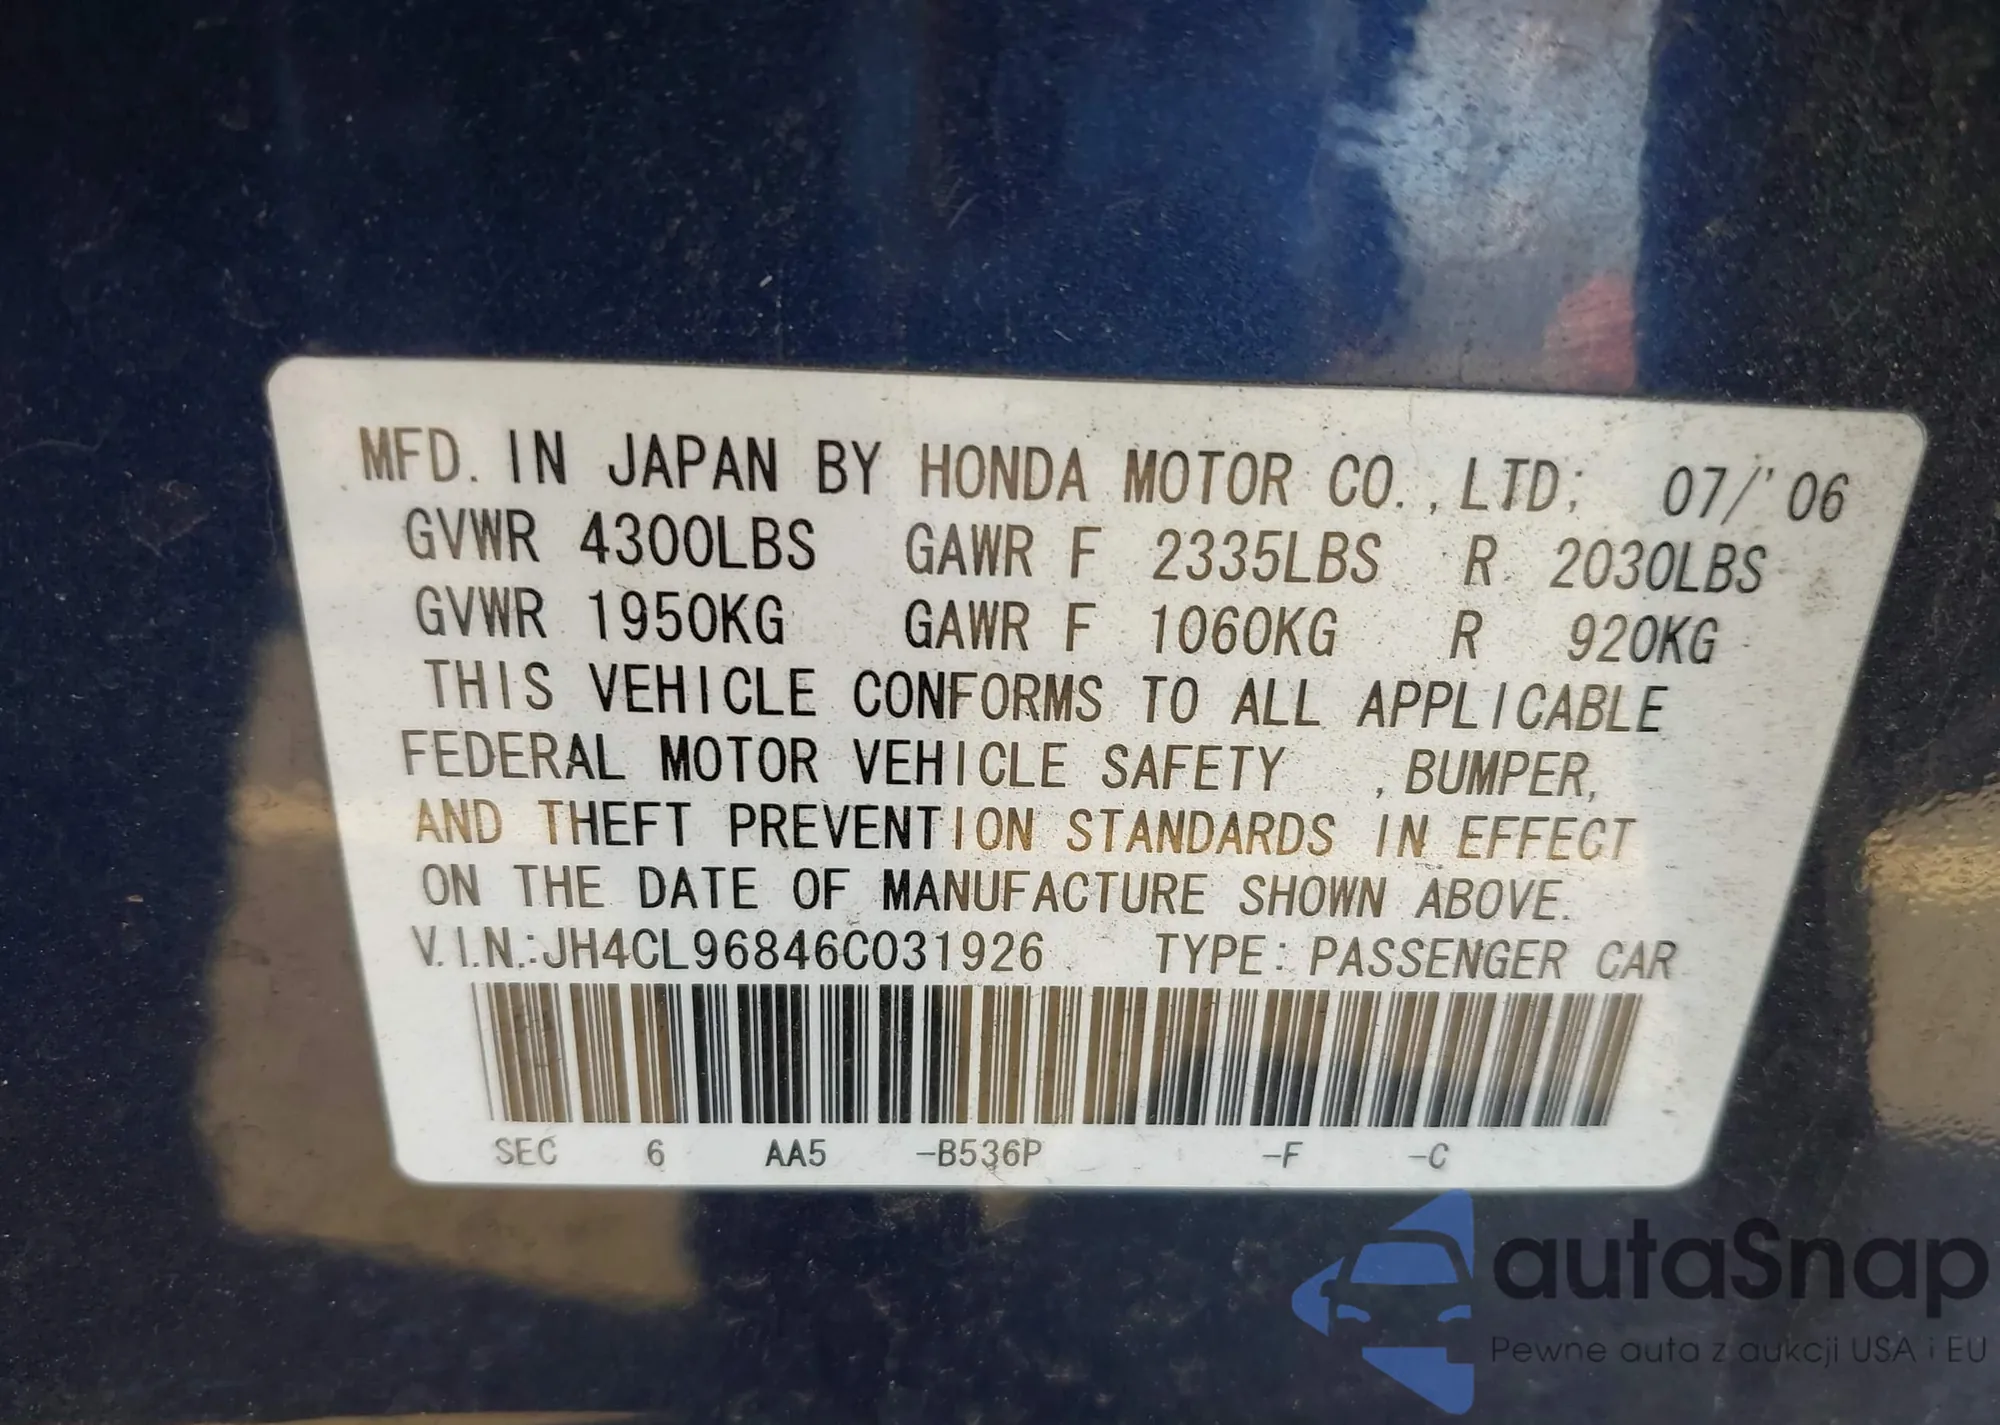 MFD. IN JAPAN BY HONDA MOTOR CO.,LTD; 07/'06
GVWR 4300LBS GAWR F 2335LBS R 2030LBS
GVWR 1950KG GAWR F 1060KG R 920KG
THIS VEHICLE CONFORMS TO ALL APPLICABLE
FEDERAL MOTOR VEHICLE SAFETY , BUMPER,
AND THEFT PREVENTION STANDARDS IN EFFECT
ON THE DATE OF MANUFACTURE SHOWN ABOVE.
V.I.N.:JH4CL96846C031926 TYPE: PASSENGER CAR
SEC 6 AA5 -B536P -F -C
autaSnap
Pewne auta z aukcji USA i EU